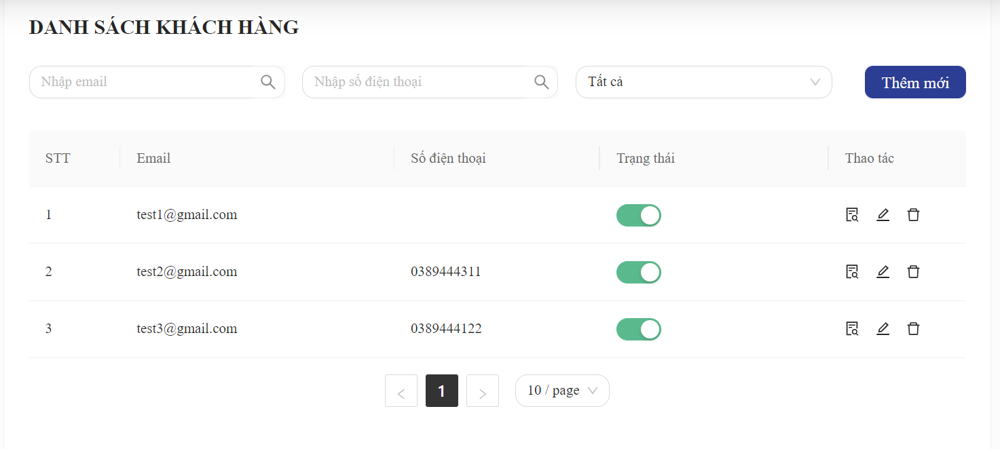 DANH SÁCH KHÁCH HÀNG
Nhập email
Nhập số điện thoại
Tất cả
Thêm mới
STT Email Số điện thoại Trạng thái Thao tác
1 test1@gmail.com
2 test2@gmail.com 0389444311
3 test3@gmail.com 0389444122
< 1 > 10 / page